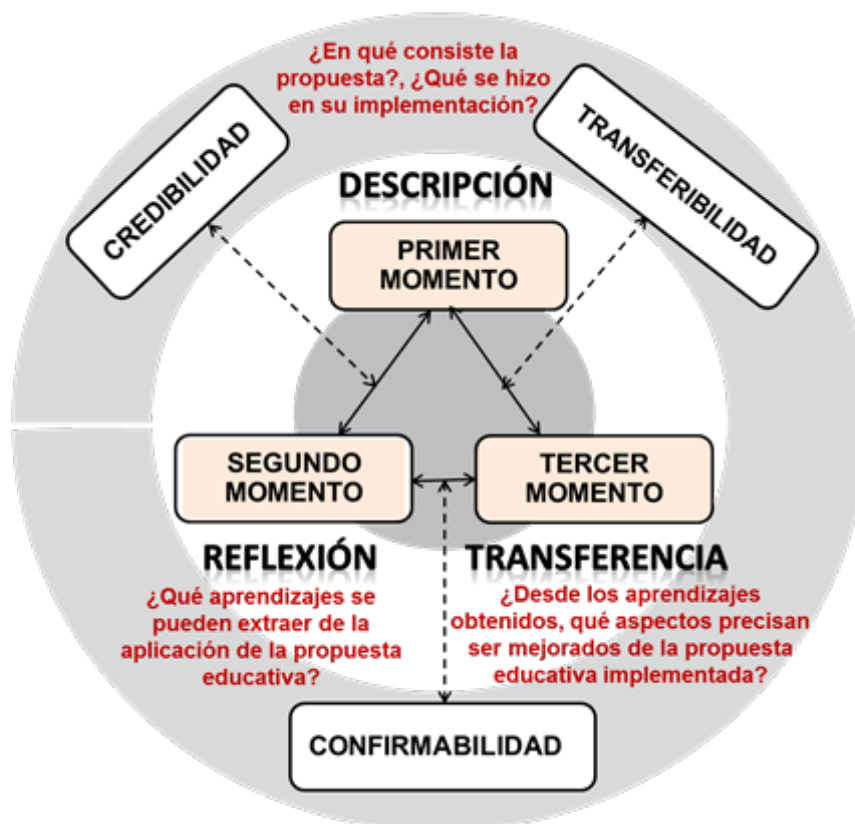 ¿En qué consiste la
propuesta?, ¿Qué se hizo
en su implementación?
CREDIBILIDAD
TRANSFERIBILIDAD
DESCRIPCIÓN
PRIMER
MOMENTO
SEGUNDO
MOMENTO
TERCER
MOMENTO
REFLEXIÓN
TRANSFERENCIA
¿Qué aprendizajes se
pueden extraer de la
aplicación de la propuesta
educativa?
¿Desde los aprendizajes
obtenidos, qué aspectos precisan
ser mejorados de la propuesta
educativa implementada?
CONFIRMABILIDAD